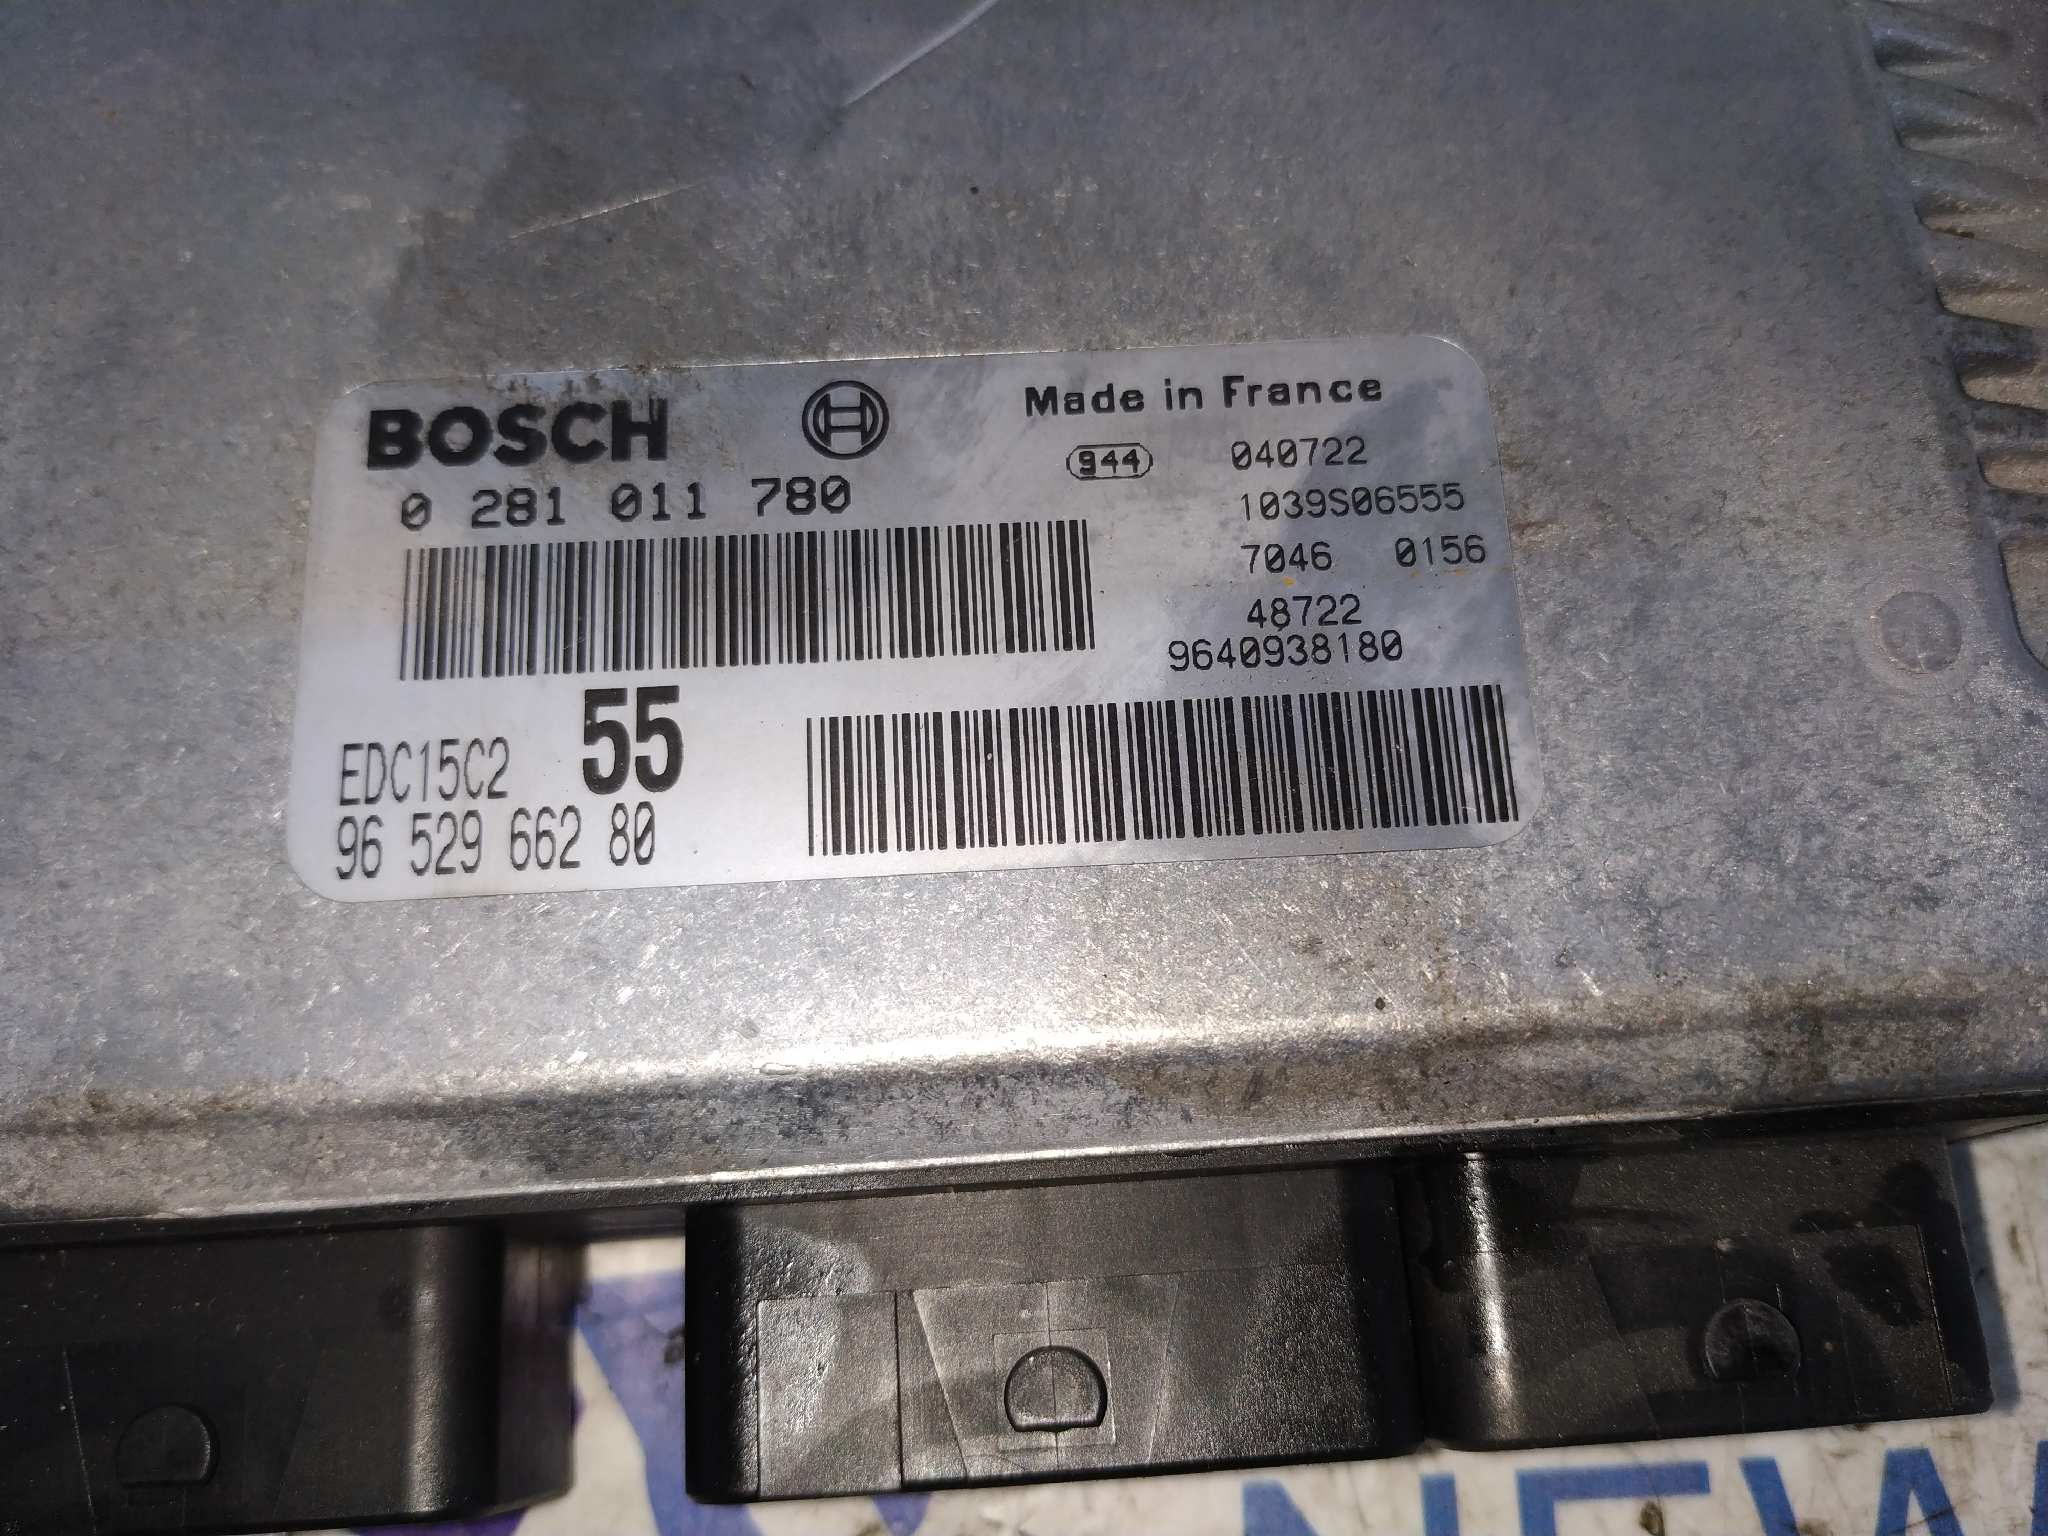 BOSCH
Made in France
944 040722
0 281 011 780
1039S06555
7046 0156
48722
9640938180
EDC15C2 55
96 529 662 80
NEW